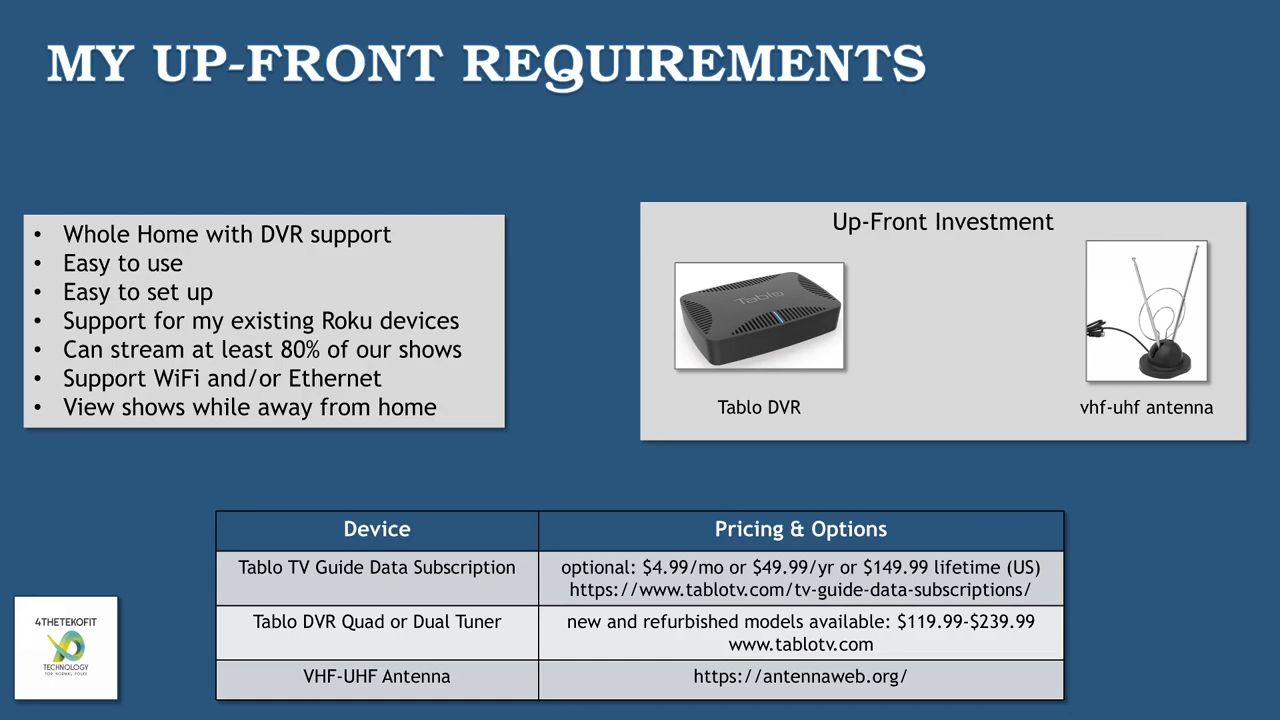 MY UP-FRONT REQUIREMENTS
• Whole Home with DVR support
• Easy to use
• Easy to set up
• Support for my existing Roku devices
• Can stream at least 80% of our shows
• Support WiFi and/or Ethernet
• View shows while away from home
Up-Front Investment
Tablo
Tablo DVR
vhf-uhf antenna
Device
Pricing & Options
Tablo TV Guide Data Subscription
optional: $4.99/mo or $49.99/yr or $149.99 lifetime (US)
https://www.tablotv.com/tv-guide-data-subscriptions/
Tablo DVR Quad or Dual Tuner
new and refurbished models available: $119.99-$239.99
www.tablotv.com
VHF-UHF Antenna
https://antennaweb.org/
4THETEKOFIT
TECHNOLOGY
FOR NORMAL FOLKS